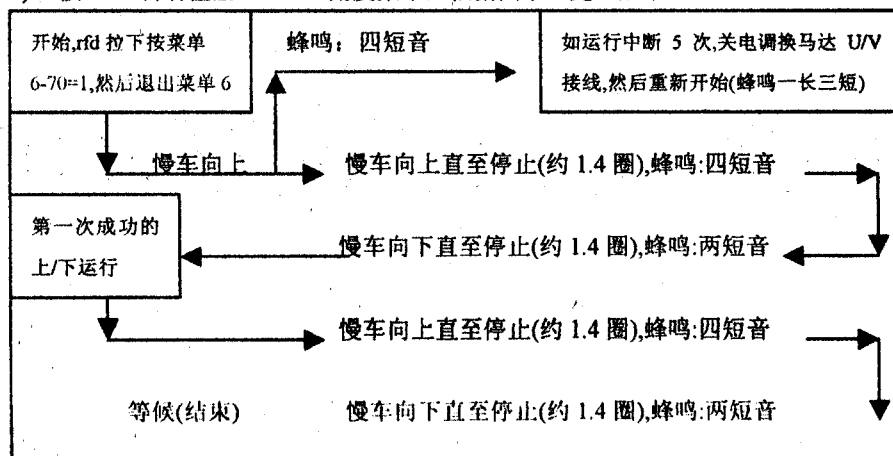 开始,rfd 拉下按菜单
6-70=1,然后退出菜单 6
蜂鸣：四短音
如运行中断 5 次,关电调换马达 U/V
接线,然后重新开始(蜂鸣一长三短)
慢车向上
慢车向上直至停止(约 1.4 圈),蜂鸣:四短音
第一次成功的
上/下运行
慢车向下直至停止(约 1.4 圈),蜂鸣:两短音
慢车向上直至停止(约 1.4 圈),蜂鸣:四短音
等候(结束)
慢车向下直至停止(约 1.4 圈),蜂鸣:两短音